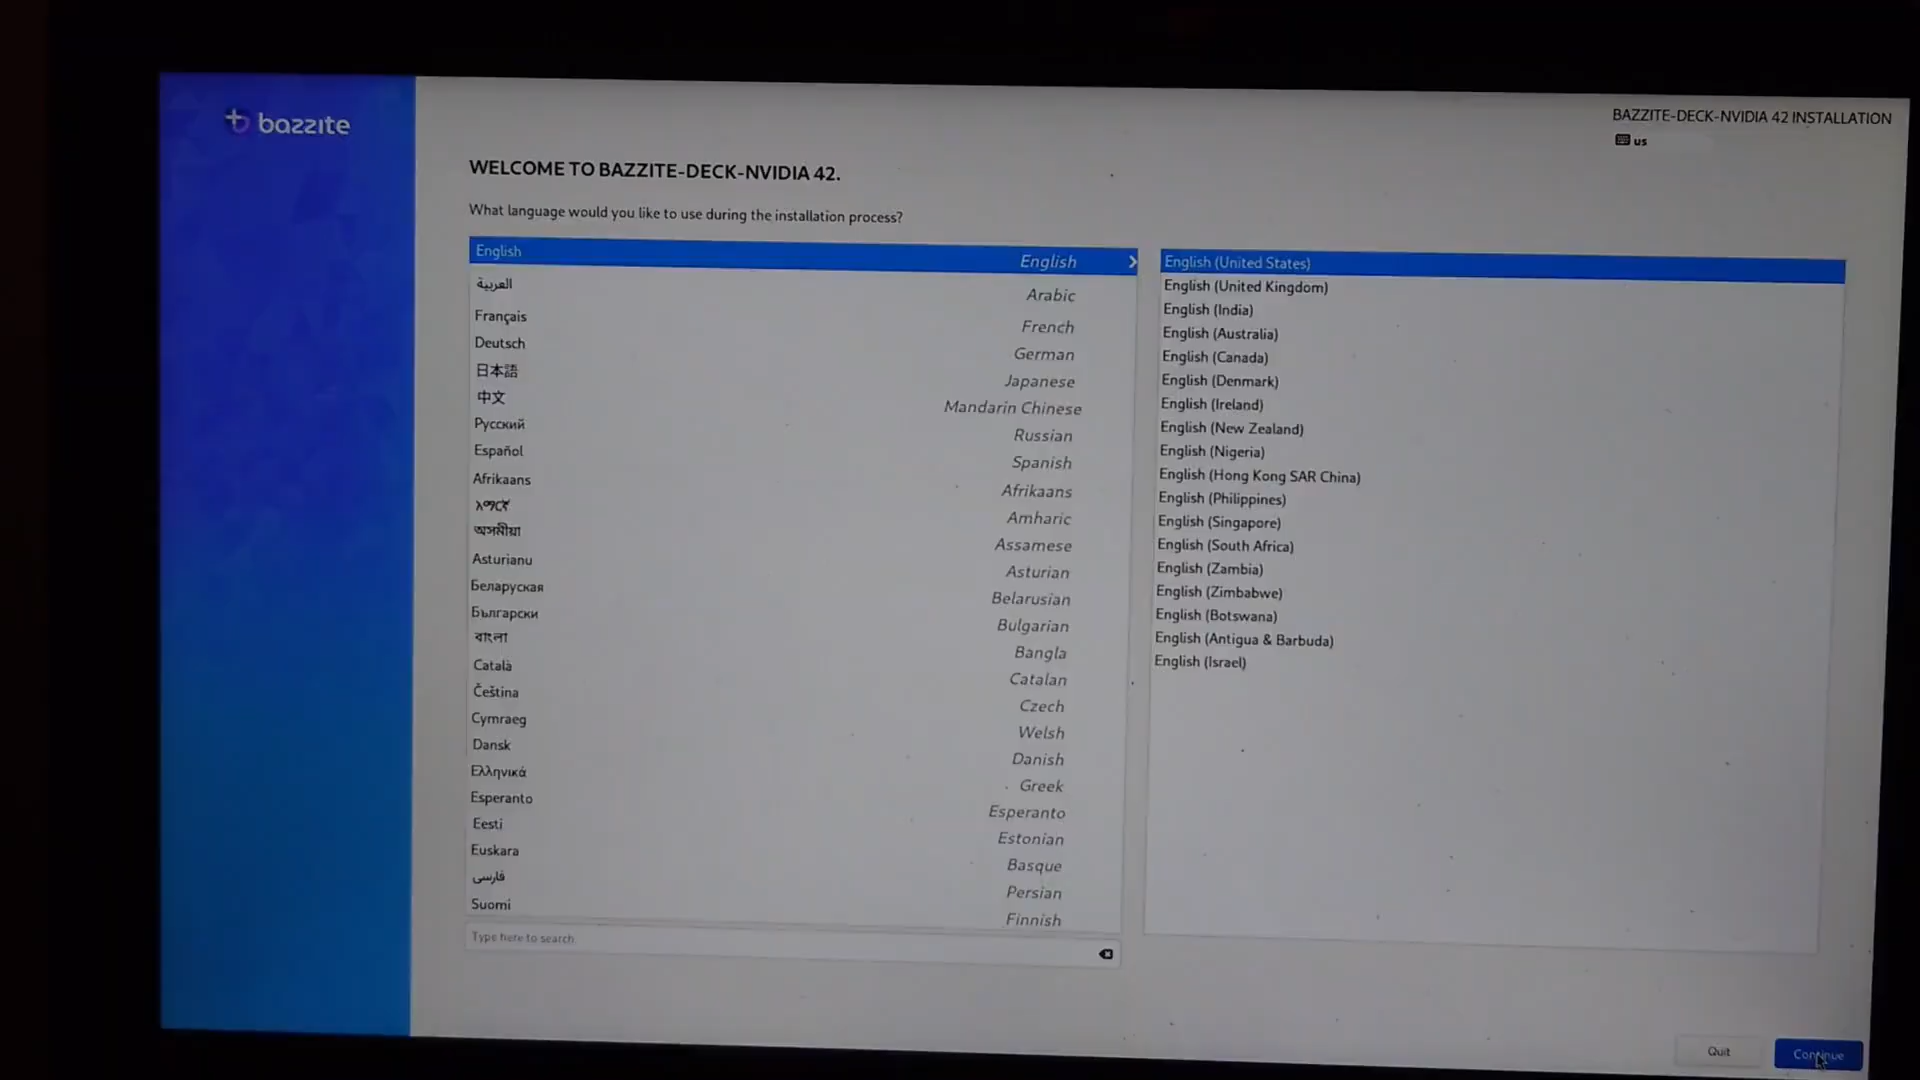 bazzite
BAZZITE-DECK-NVIDIA 42 INSTALLATION
us
WELCOME TO BAZZITE-DECK-NVIDIA 42.
What language would you like to use during the installation process?
English English
العربية Arabic
Français French
Deutsch German
日本語 Japanese
中文 Mandarin Chinese
Русский Russian
Español Spanish
Afrikaans Afrikaans
አማርኛ Amharic
অসমীয়া Assamese
Asturianu Asturian
Беларуская Belarusian
Български Bulgarian
বাংলা Bangla
Català Catalan
Čeština Czech
Cymraeg Welsh
Dansk Danish
Ελληνικά Greek
Esperanto Esperanto
Eesti Estonian
Euskara Basque
فارسی Persian
Suomi Finnish
Type here to search
English (United States)
English (United Kingdom)
English (India)
English (Australia)
English (Canada)
English (Denmark)
English (Ireland)
English (New Zealand)
English (Nigeria)
English (Hong Kong SAR China)
English (Philippines)
English (Singapore)
English (South Africa)
English (Zambia)
English (Zimbabwe)
English (Botswana)
English (Antigua & Barbuda)
English (Israel)
Quit
Continue